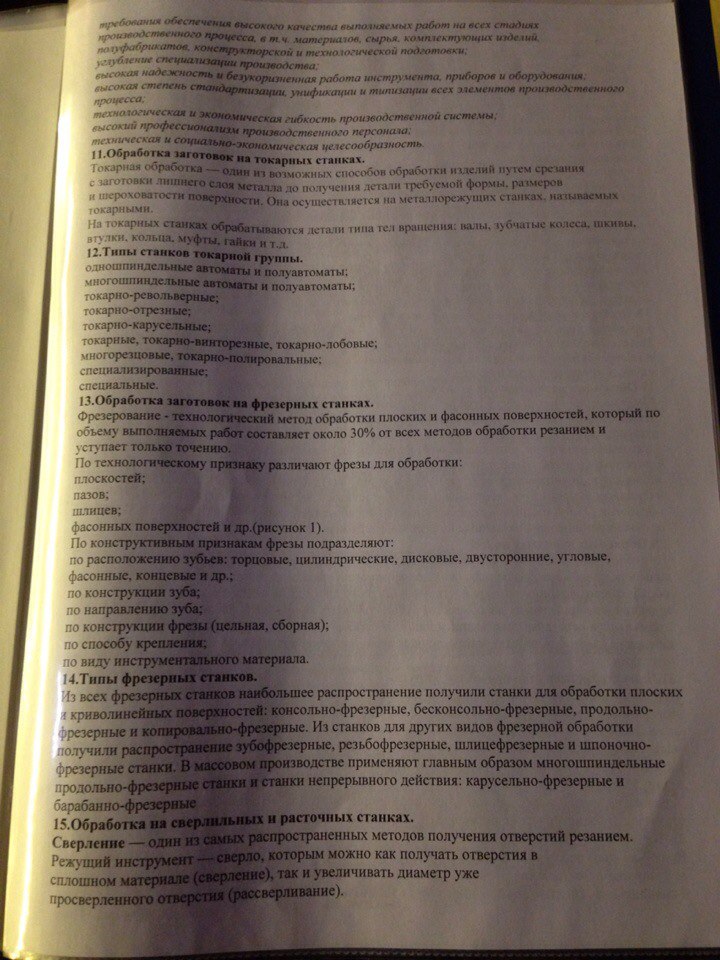 требования обеспечения высокого качества выполняемых работ на всех стадиях
производственного процесса, в т.ч. материалов, сырья, комплектующих изделий,
полуфабрикатов, конструкторской и технологической подготовки;
углубление специализации производства;
высокая надежность и безукоризненная работа инструмента, приборов и оборудования;
высокая степень стандартизации, унификации и типизации всех элементов производственного
процесса;
технологическая и экономическая гибкость производственной системы;
высокий профессионализм производственного персонала;
техническая и социально-экономическая целесообразность.
11.Обработка заготовок на токарных станках.
Токарная обработка — один из возможных способов обработки изделий путем срезания
с заготовки лишнего слоя металла до получения детали требуемой формы, размеров
и шероховатости поверхности. Она осуществляется на металлорежущих станках, называемых
токарными.
На токарных станках обрабатываются детали типа тел вращения: валы, зубчатые колеса, шкивы,
втулки, кольца, муфты, гайки и т.д.
12.Типы станков токарной группы.
одношпиндельные автоматы и полуавтоматы;
многошпиндельные автоматы и полуавтоматы;
токарно-револьверные;
токарно-отрезные;
токарно-карусельные;
токарные, токарно-винторезные, токарно-лобовые;
многорезцовые, токарно-полировальные;
специализированные;
специальные.
13.Обработка заготовок на фрезерных станках.
Фрезерование - технологический метод обработки плоских и фасонных поверхностей, который по
объему выполняемых работ составляет около 30% от всех методов обработки резанием и
уступает только точению.
По технологическому признаку различают фрезы для обработки:
плоскостей;
пазов;
шлицев;
фасонных поверхностей и др.(рисунок 1).
По конструктивным признакам фрезы подразделяют:
по расположению зубьев: торцовые, цилиндрические, дисковые, двусторонние, угловые,
фасонные, концевые и др.;
по конструкции зуба;
по направлению зуба;
по конструкции фрезы (цельная, сборная);
по способу крепления;
по виду инструментального материала.
14.Типы фрезерных станков.
Из всех фрезерных станков наибольшее распространение получили станки для обработки плоских
и криволинейных поверхностей: консольно-фрезерные, бесконсольно-фрезерные, продольно-
фрезерные и копировально-фрезерные. Из станков для других видов фрезерной обработки
получили распространение зубофрезерные, резьбофрезерные, шлицефрезерные и шпоночно-
фрезерные станки. В массовом производстве применяют главным образом многошпиндельные
продольно-фрезерные станки и станки непрерывного действия: карусельно-фрезерные и
барабанно-фрезерные
15.Обработка на сверлильных и расточных станках.
Сверление — один из самых распространенных методов получения отверстий резанием.
Режущий инструмент — сверло, которым можно как получать отверстия в
сплошном материале (сверление), так и увеличивать диаметр уже
просверленного отверстия (рассверливание).